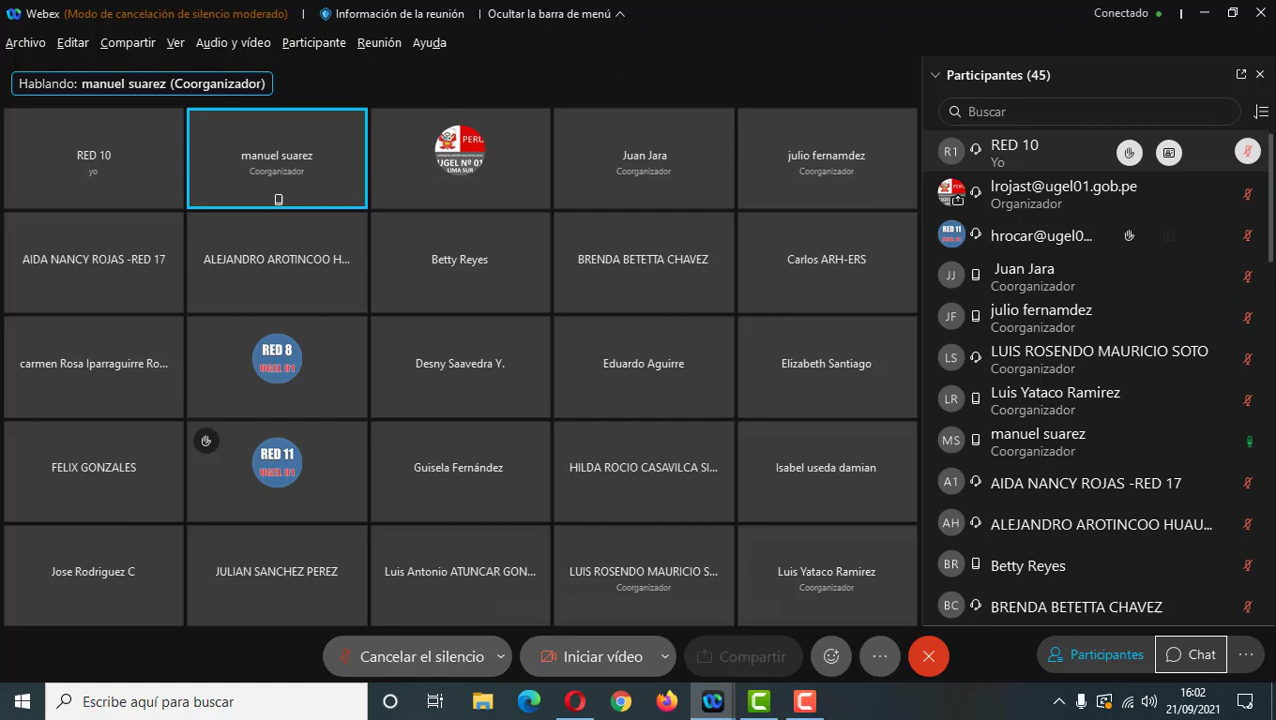 Webex (Modo de cancelación de silencio moderado) Información de la reunión Ocultar la barra de menú Conectado
Archivo Editar Compartir Ver Audio y vídeo Participante Reunión Ayuda
Hablando: manuel suarez (Coorganizador)
RED 10
yo
manuel suarez
Coorganizador
PERU
UGEL Nº 01
LIMA SUR
Juan Jara
Coorganizador
julio fernamdez
Coorganizador
AIDA NANCY ROJAS -RED 17
ALEJANDRO AROTINCOO H...
Betty Reyes
BRENDA BETETTA CHAVEZ
Carlos ARH-ERS
carmen Rosa Iparraguirre Ro...
RED 8
UGEL 01
Desny Saavedra Y.
Eduardo Aguirre
Elizabeth Santiago
FELIX GONZALES
RED 11
UGEL 01
Guisela Fernández
HILDA ROCIO CASAVILCA SI...
Isabel useda damian
Jose Rodriguez C
JULIAN SANCHEZ PEREZ
Luis Antonio ATUNCAR GON...
LUIS ROSENDO MAURICIO S...
Coorganizador
Luis Yataco Ramirez
Coorganizador
Participantes (45)
Buscar
R1 RED 10
Yo
lrojast@ugel01.gob.pe
Organizador
RED 11 hrocar@ugel0...
JJ Juan Jara
Coorganizador
JF julio fernamdez
Coorganizador
LS LUIS ROSENDO MAURICIO SOTO
Coorganizador
LR Luis Yataco Ramirez
Coorganizador
MS manuel suarez
Coorganizador
A1 AIDA NANCY ROJAS -RED 17
AH ALEJANDRO AROTINCOO HUAU...
BR Betty Reyes
BC BRENDA BETETTA CHAVEZ
Cancelar el silencio Iniciar vídeo Compartir ... Participantes Chat ...
Escribe aquí para buscar
16:02
21/09/2021